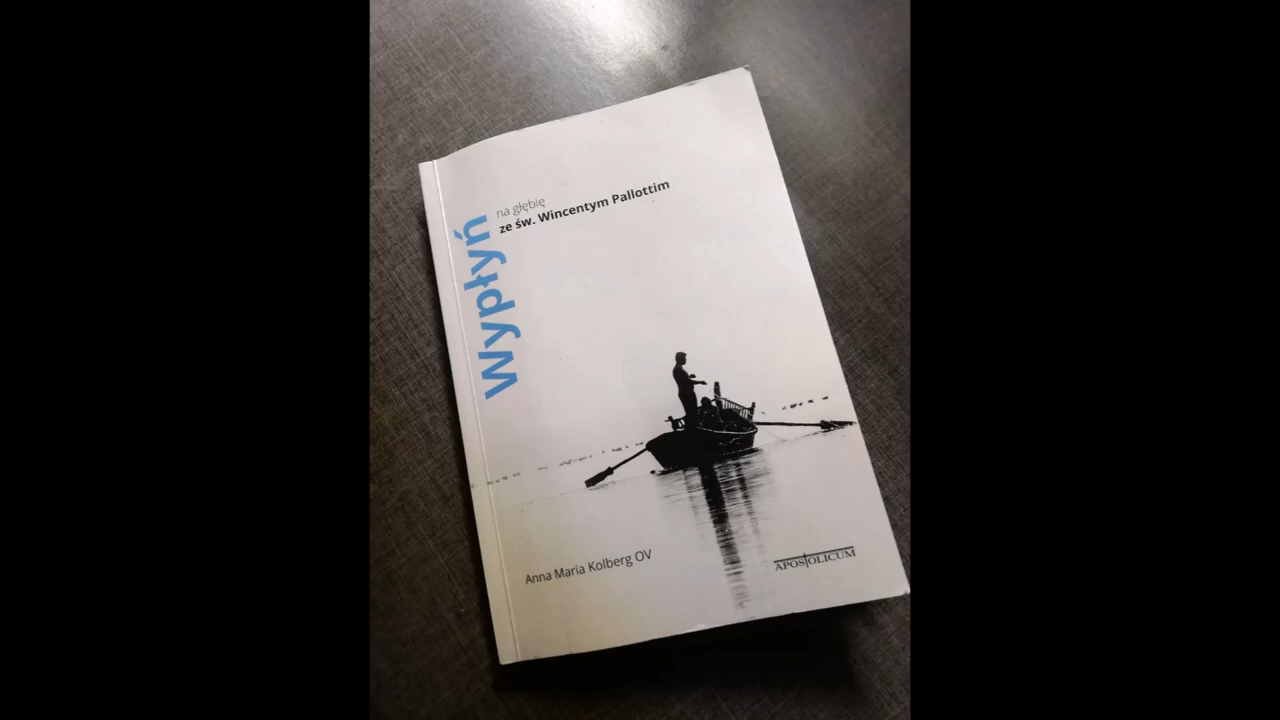 Wypłyń
na głębię
ze św. Wincentym Pallottim
Anna Maria Kolberg OV
APOSTOLICUM